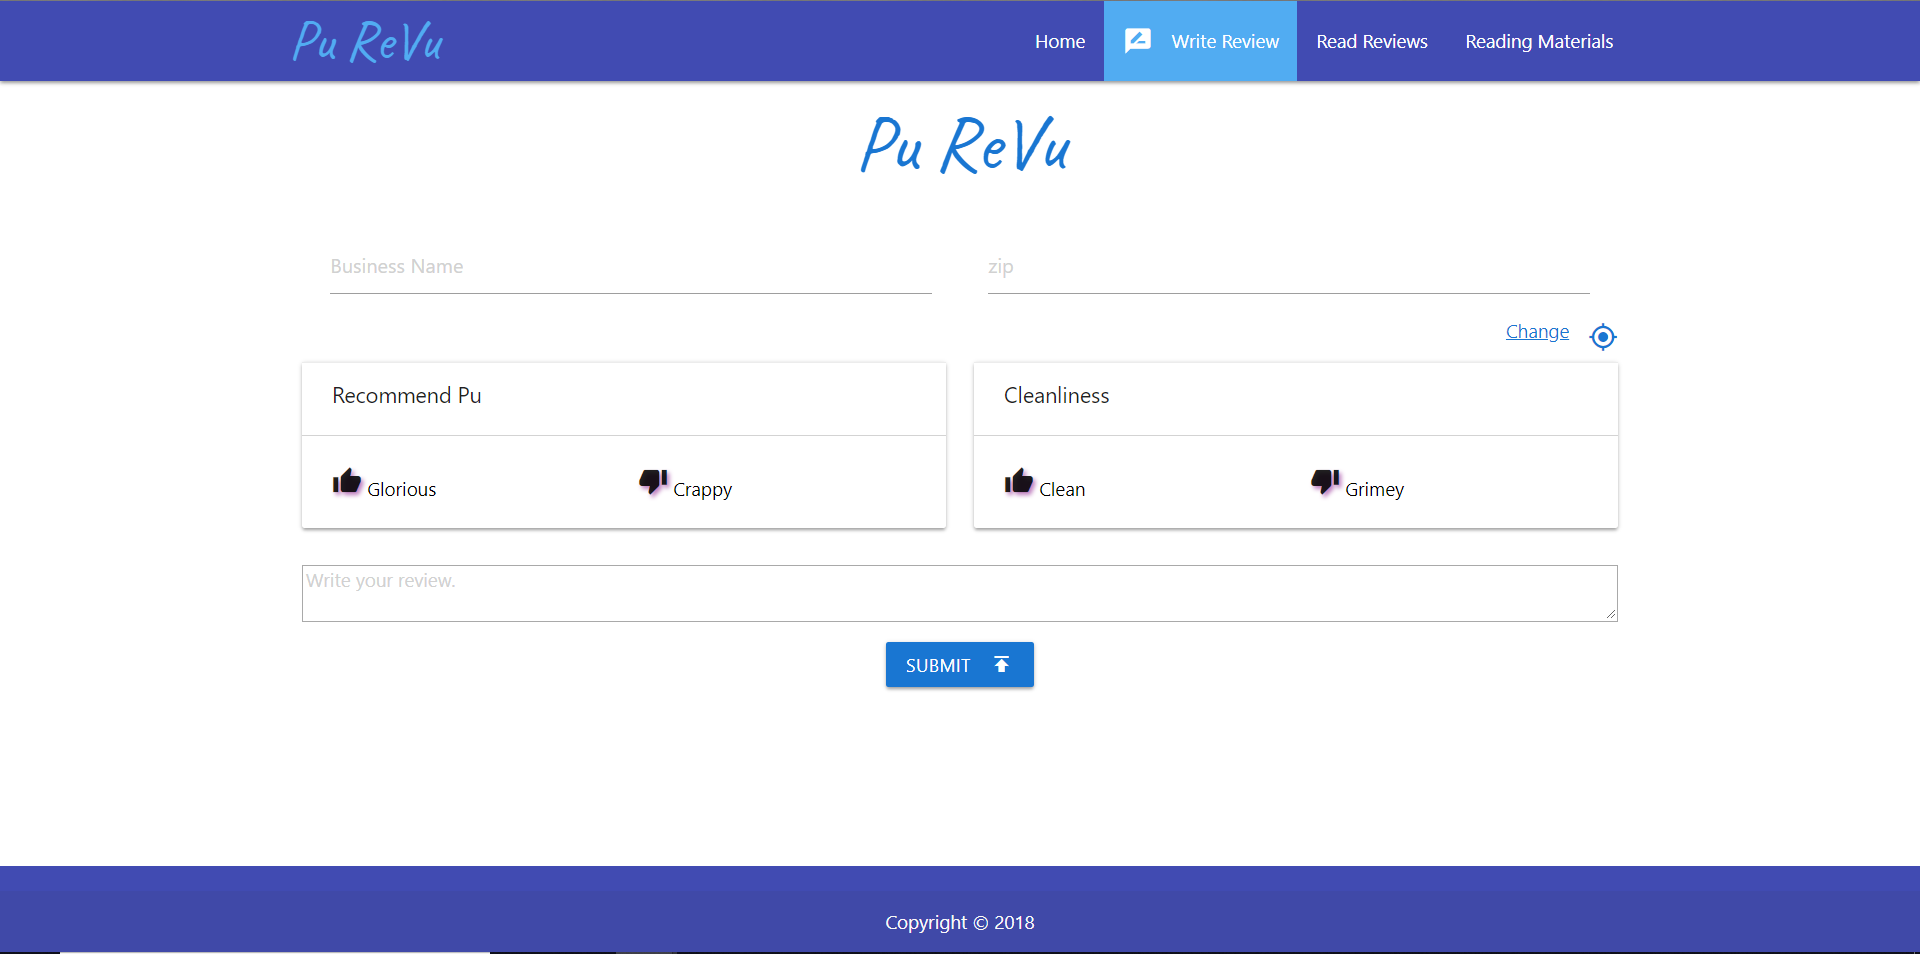 Pu ReVu
Home
Write Review
Read Reviews
Reading Materials
Pu ReVu
Business Name
zip
Change
Recommend Pu
Cleanliness
Glorious
Crappy
Clean
Grimey
Write your review.
SUBMIT
Copyright © 2018